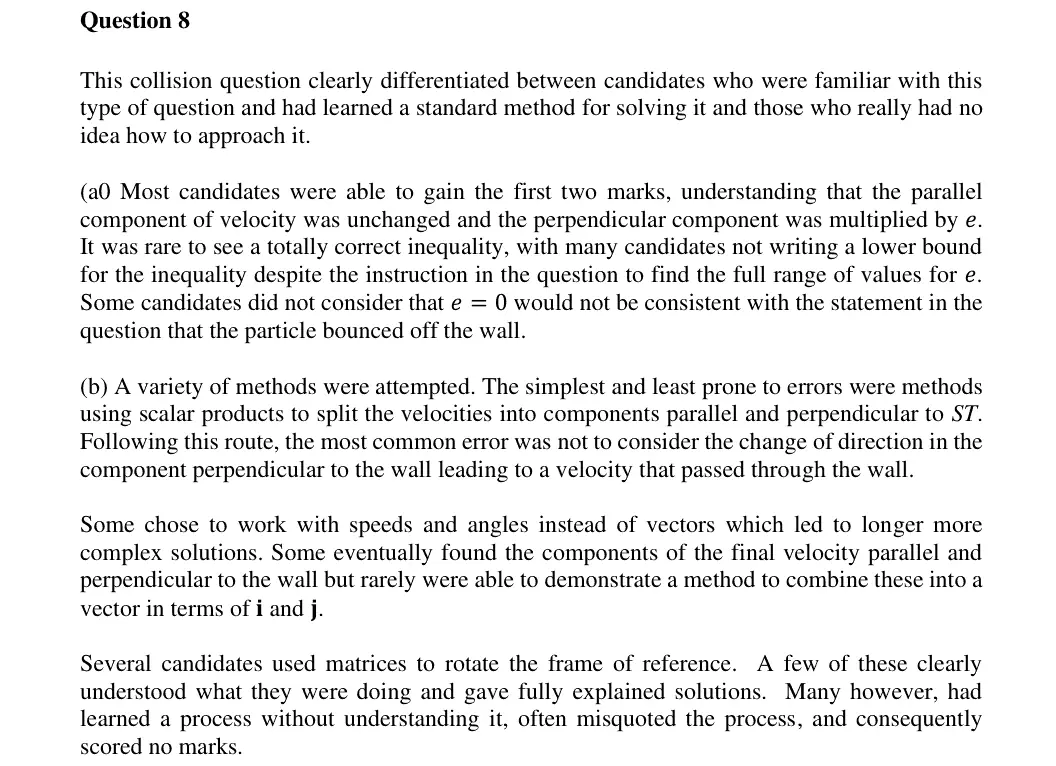 Question 8
This collision question clearly differentiated between candidates who were familiar with this
type of question and had learned a standard method for solving it and those who really had no
idea how to approach it.
(a0 Most candidates were able to gain the first two marks, understanding that the parallel
component of velocity was unchanged and the perpendicular component was multiplied by e.
It was rare to see a totally correct inequality, with many candidates not writing a lower bound
for the inequality despite the instruction in the question to find the full range of values for e.
Some candidates did not consider that e = 0 would not be consistent with the statement in the
question that the particle bounced off the wall.
(b) A variety of methods were attempted. The simplest and least prone to errors were methods
using scalar products to split the velocities into components parallel and perpendicular to ST.
Following this route, the most common error was not to consider the change of direction in the
component perpendicular to the wall leading to a velocity that passed through the wall.
Some chose to work with speeds and angles instead of vectors which led to longer more
complex solutions. Some eventually found the components of the final velocity parallel and
perpendicular to the wall but rarely were able to demonstrate a method to combine these into a
vector in terms of i and j.
Several candidates used matrices to rotate the frame of reference. A few of these clearly
understood what they were doing and gave fully explained solutions. Many however, had
learned a process without understanding it, often misquoted the process, and consequently
scored no marks.